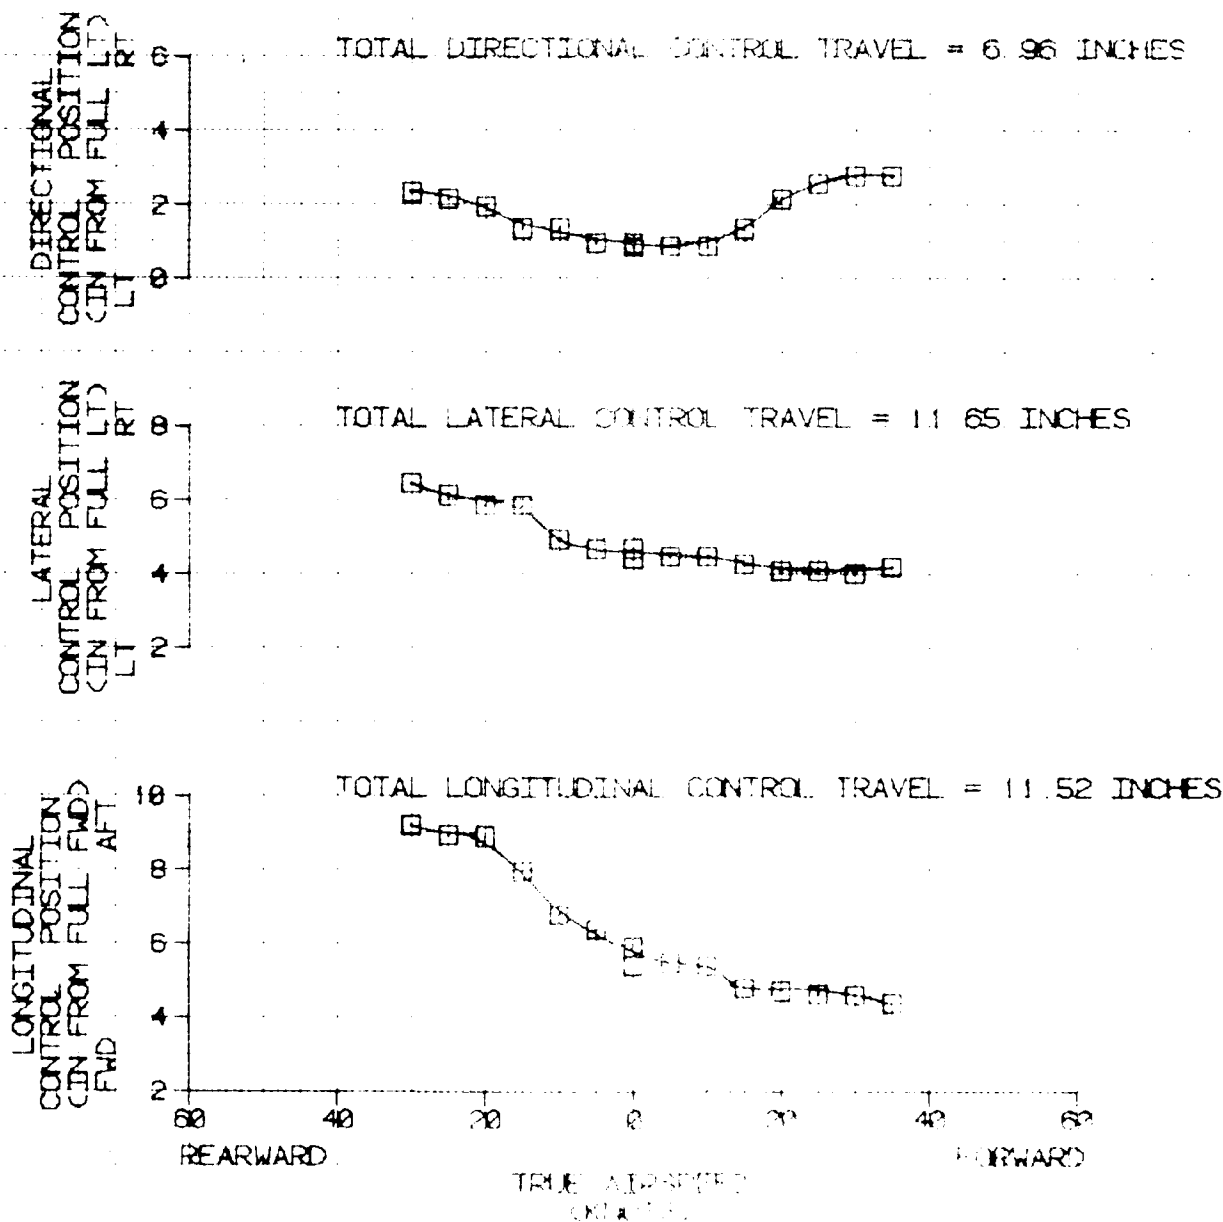 DIRECTIONAL
CONTROL POSITION
(IN FROM FULL LT)
LT RT
TOTAL DIRECTIONAL CONTROL TRAVEL = 6.96 INCHES
6
4
2
0
LATERAL
CONTROL POSITION
(IN FROM FULL LT)
LT RT
TOTAL LATERAL CONTROL TRAVEL = 11.65 INCHES
8
6
4
2
LONGITUDINAL
CONTROL POSITION
(IN FROM FULL FWD)
FWD AFT
TOTAL LONGITUDINAL CONTROL TRAVEL = 11.52 INCHES
10
8
6
4
2
60 40 20 0 20 40 60
REARWARD FORWARD
TRUE AIRSPEED